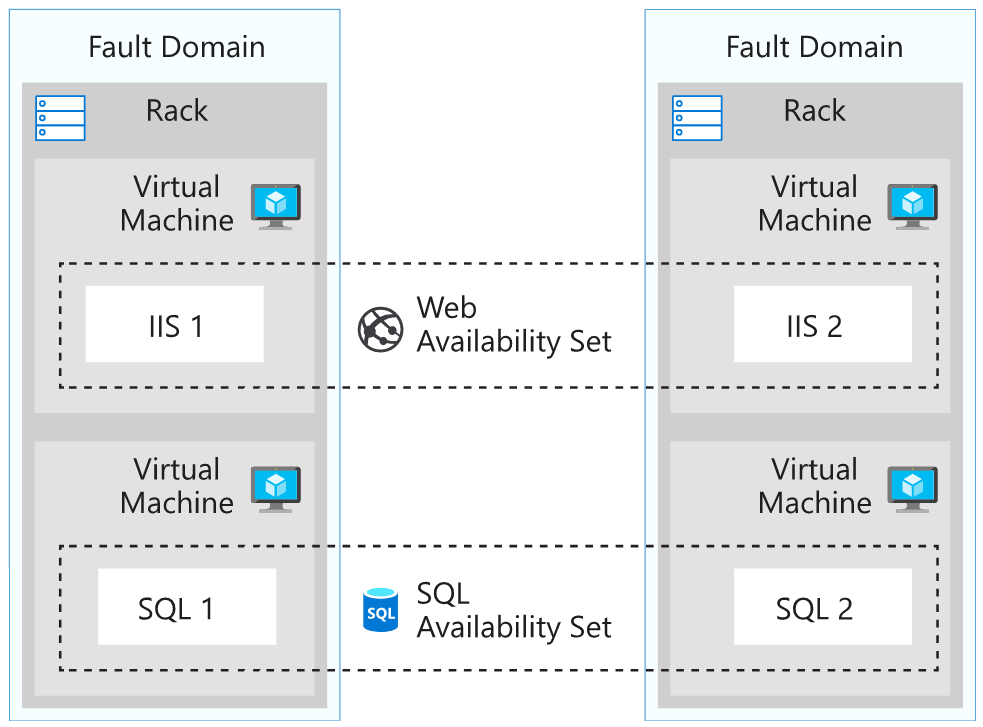 Fault Domain
Rack
Virtual
Machine
IIS 1
Virtual
Machine
SQL 1
Web
Availability Set
SQL
SQL
Availability Set
Fault Domain
Rack
Virtual
Machine
IIS 2
Virtual
Machine
SQL 2